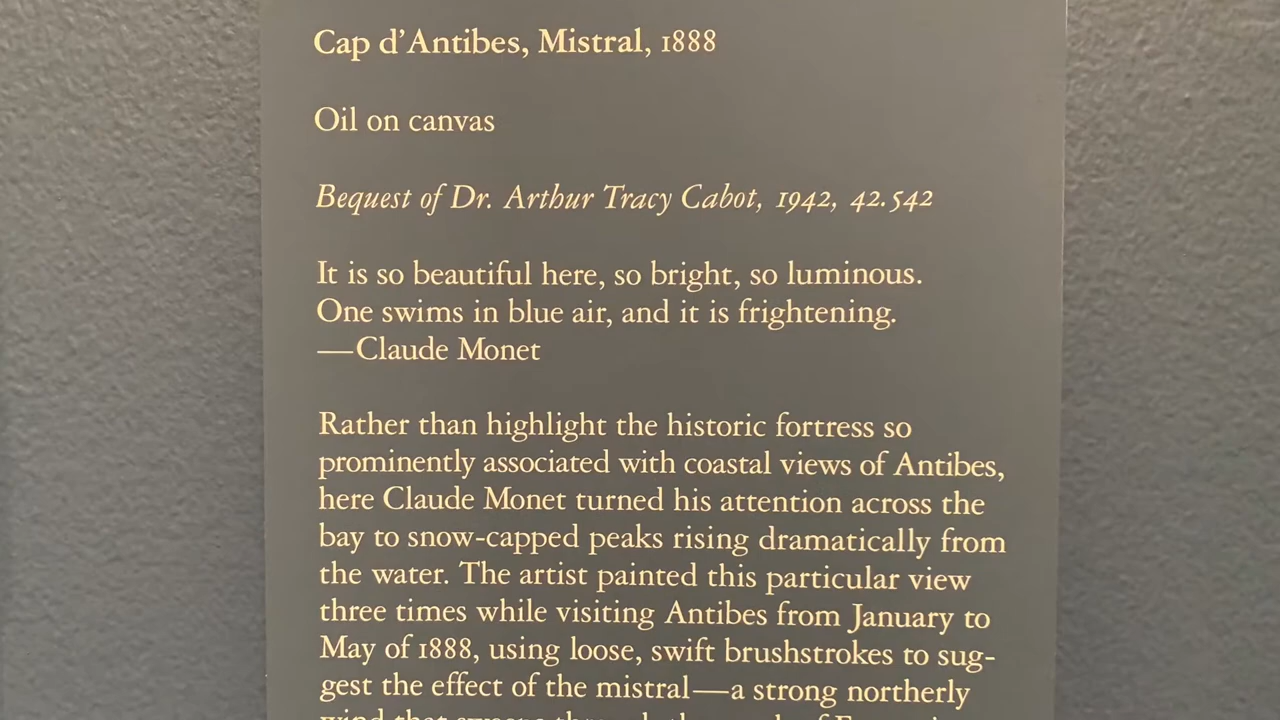 Cap d’Antibes, Mistral, 1888
Oil on canvas
Bequest of Dr. Arthur Tracy Cabot, 1942, 42.542
It is so beautiful here, so bright, so luminous.
One swims in blue air, and it is frightening.
—Claude Monet
Rather than highlight the historic fortress so
prominently associated with coastal views of Antibes,
here Claude Monet turned his attention across the
bay to snow-capped peaks rising dramatically from
the water. The artist painted this particular view
three times while visiting Antibes from January to
May of 1888, using loose, swift brushstrokes to sug-
gest the effect of the mistral—a strong northerly
wind that sweeps through the